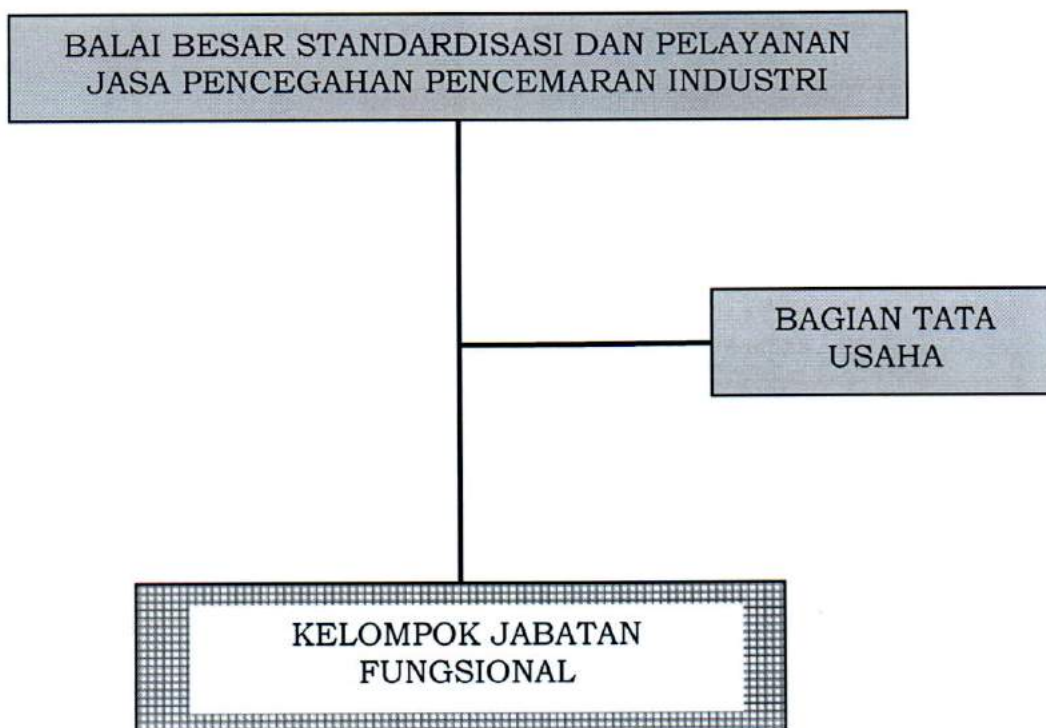 BALAI BESAR STANDARDISASI DAN PELAYANAN
JASA PENCEGAHAN PENCEMARAN INDUSTRI
BAGIAN TATA
USAHA
KELOMPOK JABATAN
FUNGSIONAL